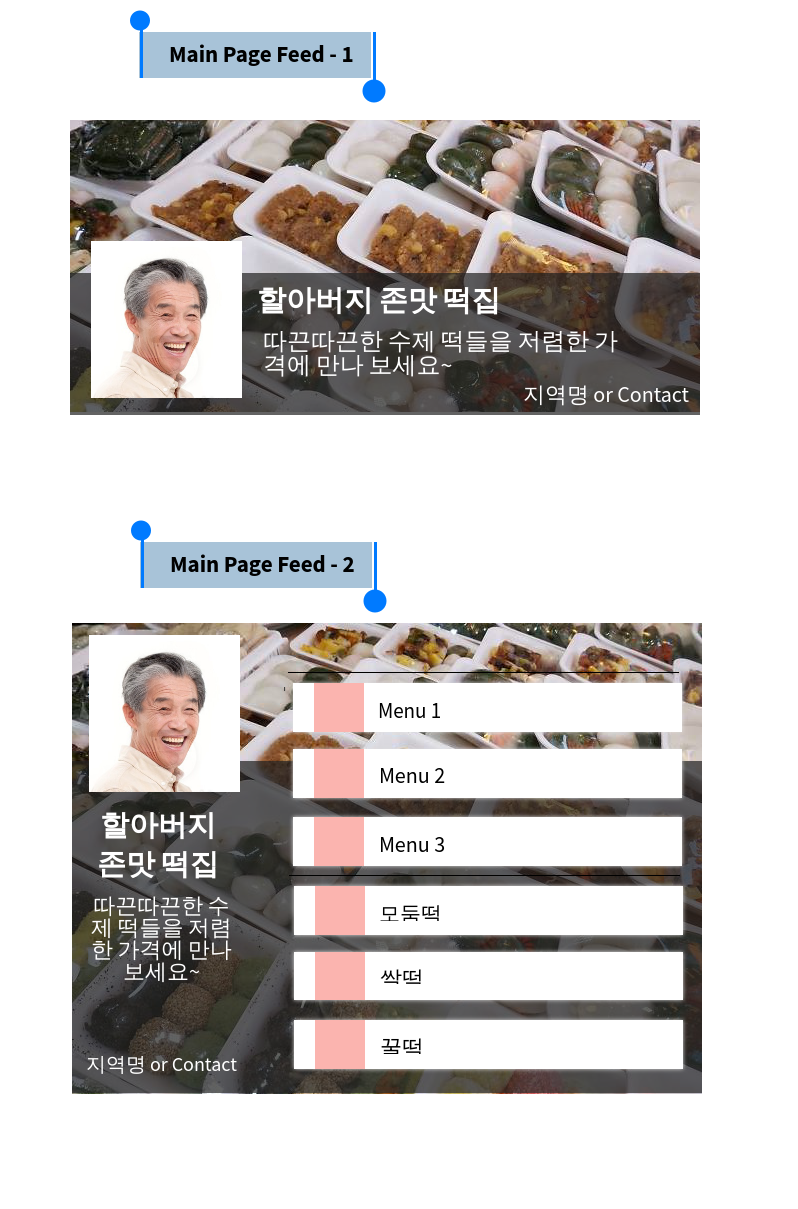 Main Page Feed - 1
할아버지 존맛 떡집
따끈따끈한 수제 떡들을 저렴한 가
격에 만나 보세요~
지역명 or Contact
Main Page Feed - 2
할아버지
존맛 떡집
따끈따끈한 수
제 떡들을 저렴
한 가격에 만나
보세요~
지역명 or Contact
Menu 1
Menu 2
Menu 3
모둠떡
쑥떡
꿀떡